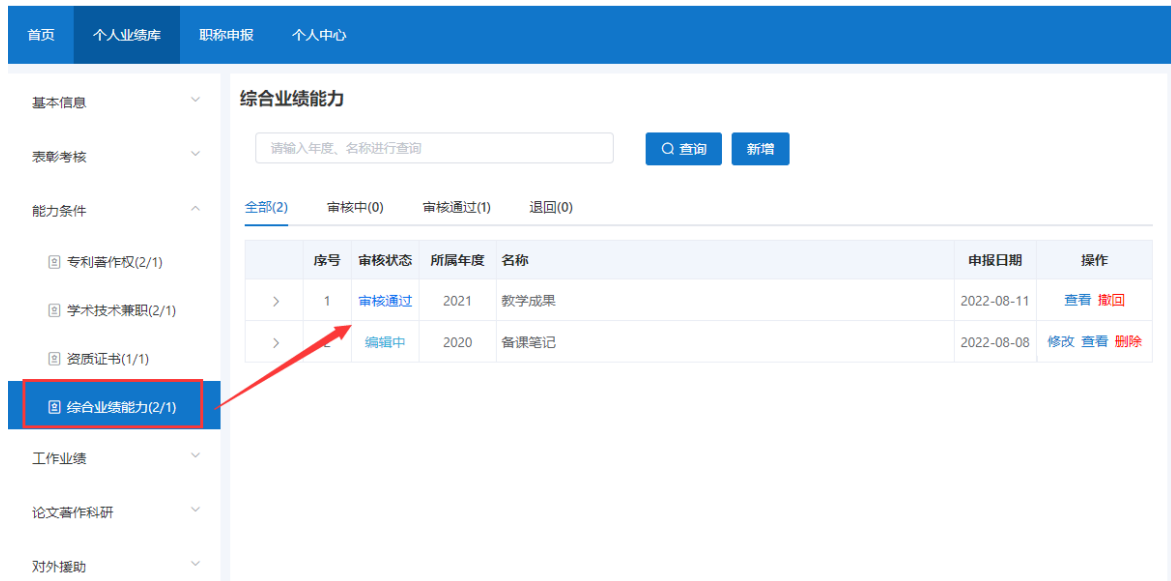 首页 个人业绩库 职称申报 个人中心
基本信息
表彰考核
能力条件
专利著作权(2/1)
学术技术兼职(2/1)
资质证书(1/1)
综合业绩能力(2/1)
工作业绩
论文著作科研
对外援助
综合业绩能力
请输入年度、名称进行查询 查询 新增
全部(2) 审核中(0) 审核通过(1) 退回(0)
序号 审核状态 所属年度 名称 申报日期 操作
1 审核通过 2021 教学成果 2022-08-11 查看 撤回
2 编辑中 2020 备课笔记 2022-08-08 修改 查看 删除